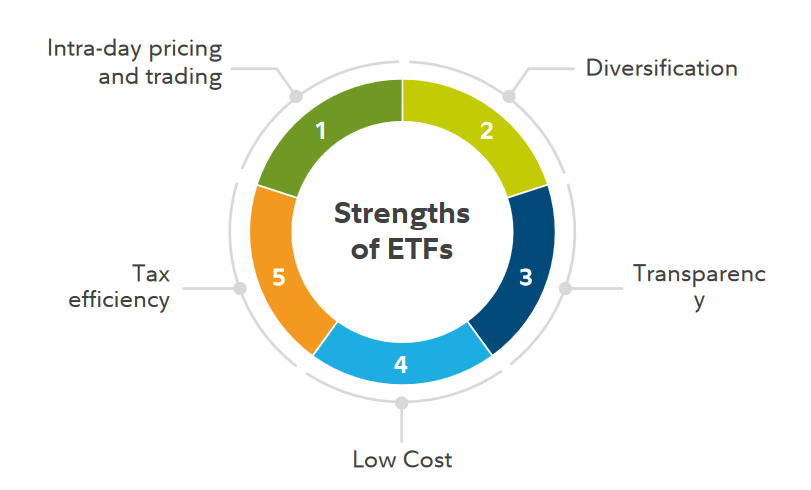 Intra-day pricing
and trading
1
2
Diversification
Strengths
of ETFs
3
Transparenc
y
4
Low Cost
5
Tax
efficiency